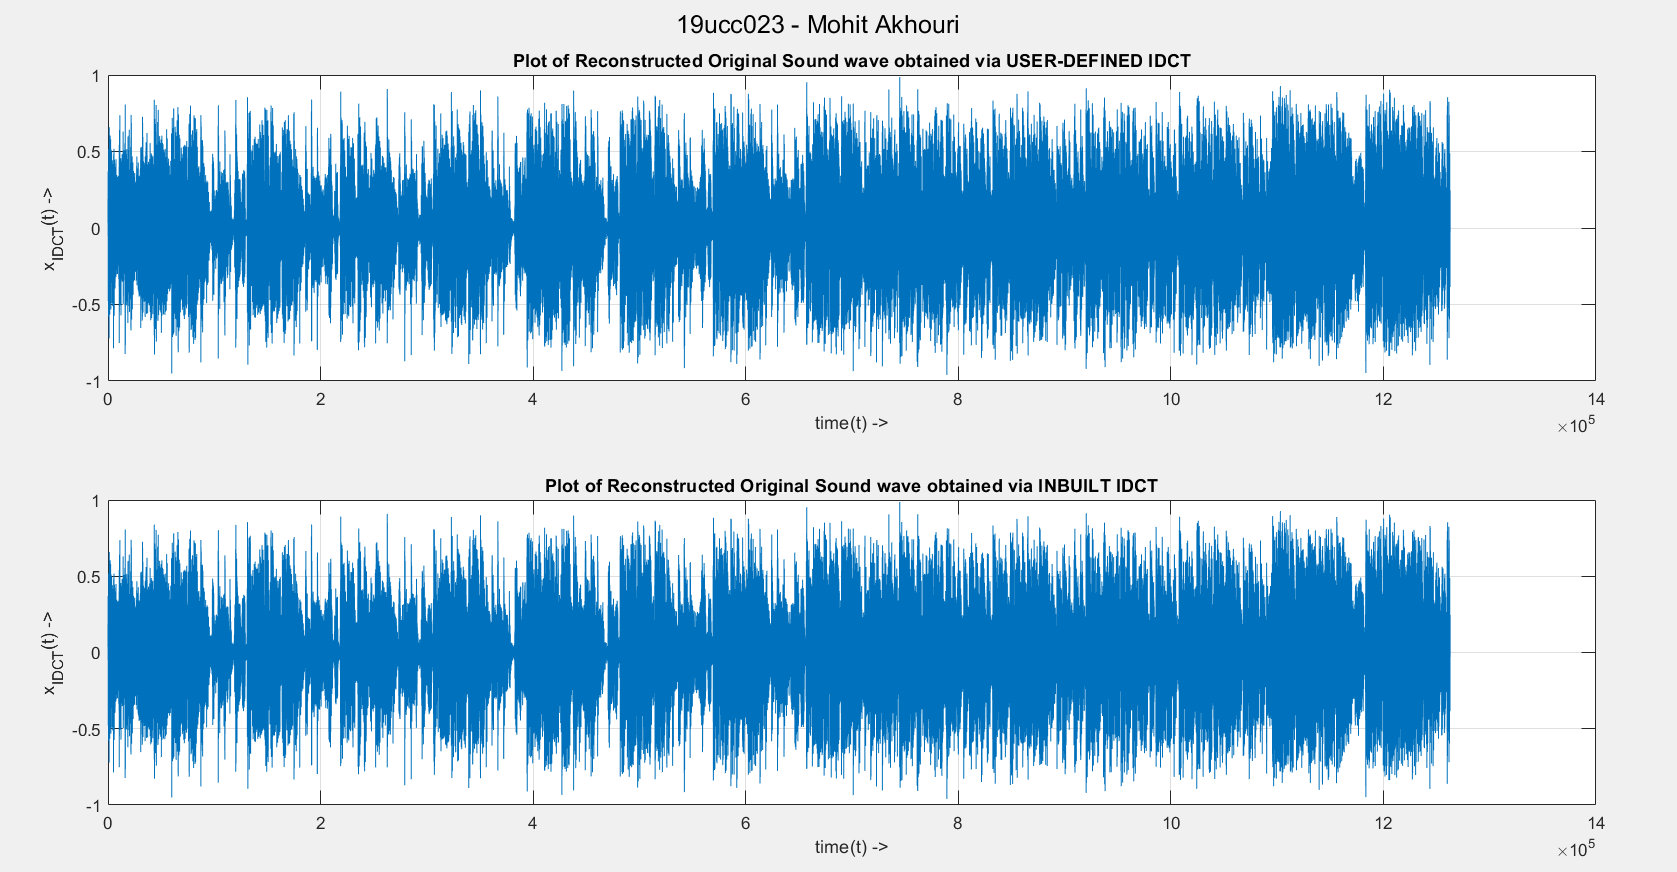 19ucc023 - Mohit Akhouri
Plot of Reconstructed Original Sound wave obtained via USER-DEFINED IDCT
1
0.5
0
-0.5
-1
x_IDCT(t) ->
0 2 4 6 8 10 12 14
time(t) ->
×10^5
Plot of Reconstructed Original Sound wave obtained via INBUILT IDCT
1
0.5
0
-0.5
-1
x_IDCT(t) ->
0 2 4 6 8 10 12 14
time(t) ->
×10^5